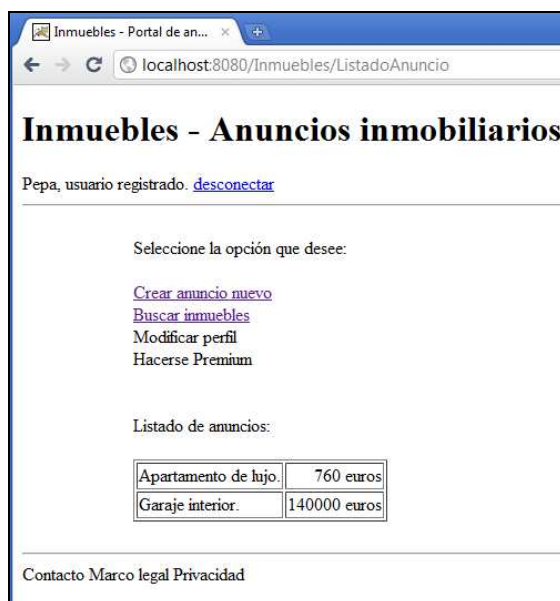 Inmuebles - Portal de an...
localhost:8080/Inmuebles/ListadoAnuncio
Inmuebles - Anuncios inmobiliarios
Pepa, usuario registrado. desconectar
Seleccione la opción que desee:
Crear anuncio nuevo
Buscar inmuebles
Modificar perfil
Hacerse Premium
Listado de anuncios:
Apartamento de lujo. 760 euros
Garaje interior. 140000 euros
Contacto Marco legal Privacidad